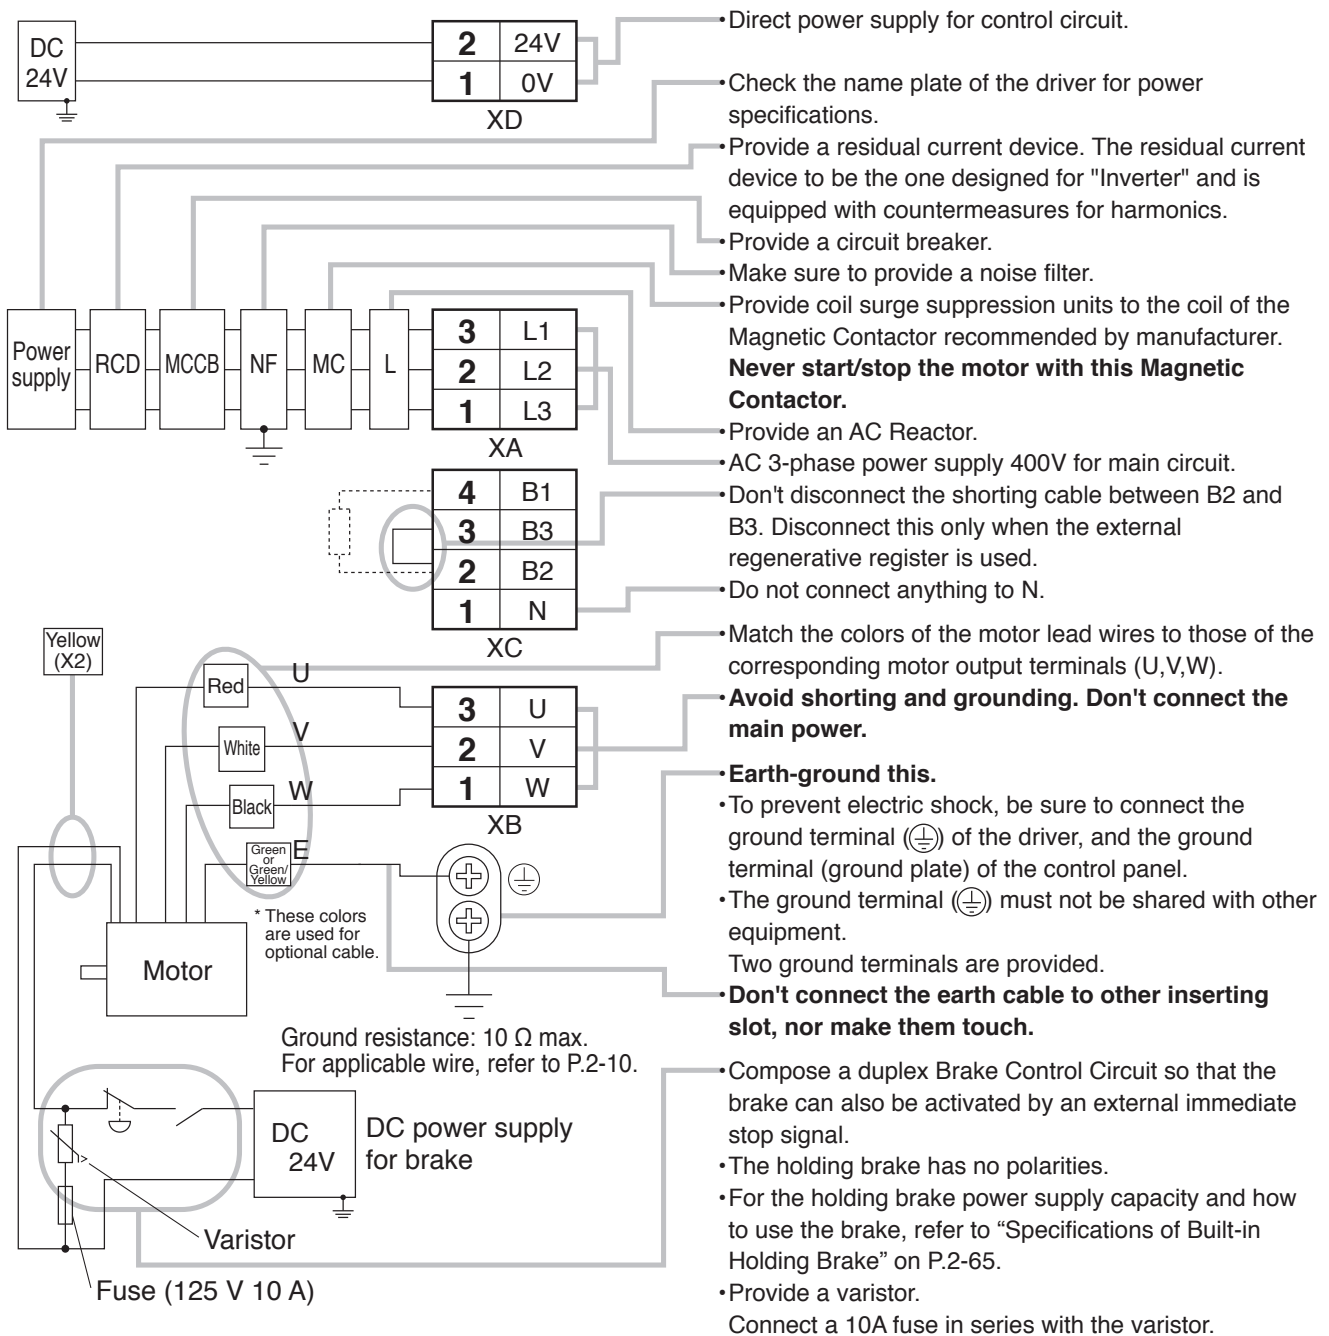 DC
24V
2 24V
1 0V
XD
•Direct power supply for control circuit.
•Check the name plate of the driver for power
specifications.
•Provide a residual current device. The residual current
device to be the one designed for "Inverter" and is
equipped with countermeasures for harmonics.
•Provide a circuit breaker.
•Make sure to provide a noise filter.
•Provide coil surge suppression units to the coil of the
Magnetic Contactor recommended by manufacturer.
Never start/stop the motor with this Magnetic
Contactor.
•Provide an AC Reactor.
•AC 3-phase power supply 400V for main circuit.
•Don't disconnect the shorting cable between B2 and
B3. Disconnect this only when the external
regenerative register is used.
•Do not connect anything to N.
•Match the colors of the motor lead wires to those of the
corresponding motor output terminals (U,V,W).
•Avoid shorting and grounding. Don't connect the
main power.
•Earth-ground this.
•To prevent electric shock, be sure to connect the
ground terminal (⏚) of the driver, and the ground
terminal (ground plate) of the control panel.
•The ground terminal (⏚) must not be shared with other
equipment.
Two ground terminals are provided.
•Don't connect the earth cable to other inserting
slot, nor make them touch.
•Compose a duplex Brake Control Circuit so that the
brake can also be activated by an external immediate
stop signal.
•The holding brake has no polarities.
•For the holding brake power supply capacity and how
to use the brake, refer to “Specifications of Built-in
Holding Brake” on P.2-65.
•Provide a varistor.
Connect a 10A fuse in series with the varistor.
Power
supply
RCD
MCCB
NF
MC
L
3 L1
2 L2
1 L3
XA
4 B1
3 B3
2 B2
1 N
XC
Yellow
(X2)
Red
U
White
V
Black
W
Green
or
Green/
Yellow
E
3 U
2 V
1 W
XB
* These colors
are used for
optional cable.
Motor
Ground resistance: 10 Ω max.
For applicable wire, refer to P.2-10.
DC
24V
DC power supply
for brake
Varistor
Fuse (125 V 10 A)